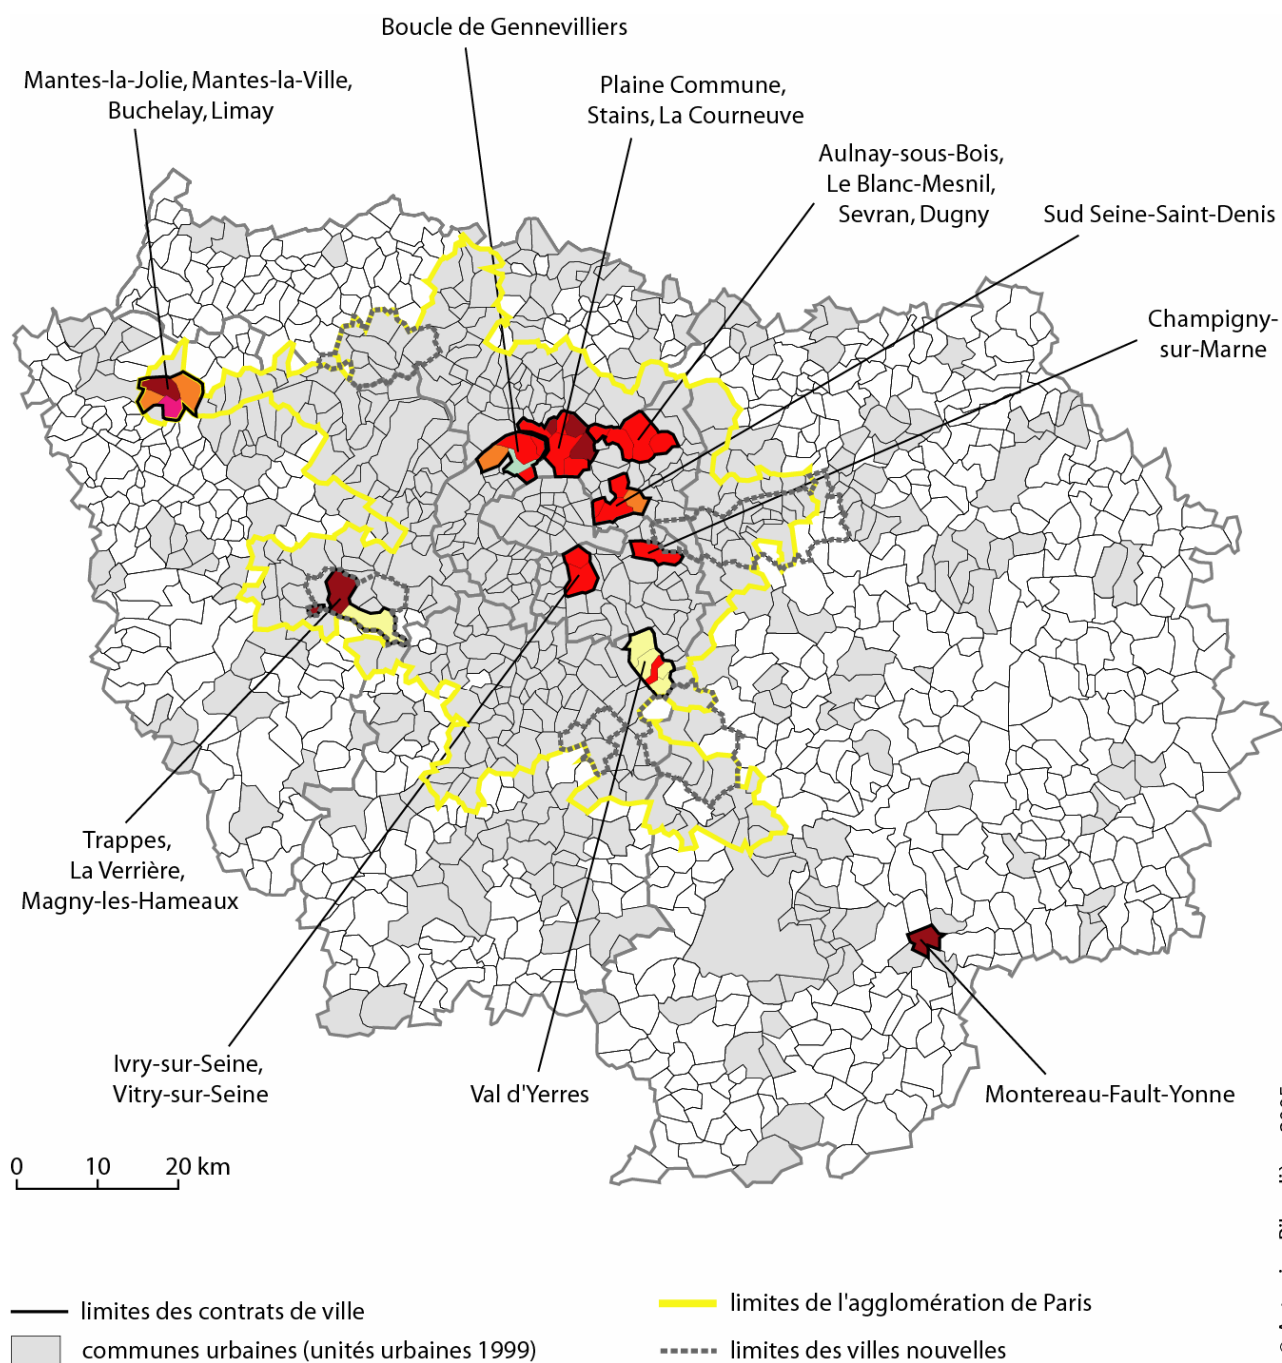 Boucle de Gennevilliers
Mantes-la-Jolie, Mantes-la-Ville,
Buchelay, Limay
Plaine Commune,
Stains, La Courneuve
Aulnay-sous-Bois,
Le Blanc-Mesnil,
Sevran, Dugny
Sud Seine-Saint-Denis
Champigny-
sur-Marne
Trappes,
La Verrière,
Magny-les-Hameaux
Ivry-sur-Seine,
Vitry-sur-Seine
Val d'Yerres
Montereau-Fault-Yonne
0 10 20 km
limites des contrats de ville
communes urbaines (unités urbaines 1999)
limites de l'agglomération de Paris
limites des villes nouvelles